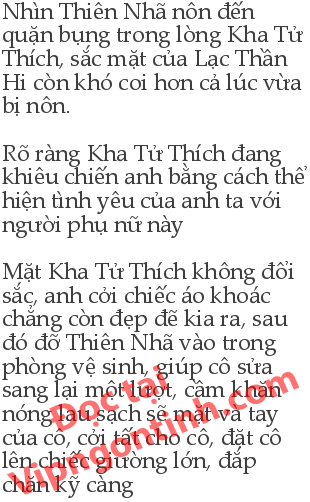 Nhìn Thiên Nhã nôn đến
quặn bụng trong lòng Kha Tử
Thích, sắc mặt của Lạc Thần
Hi còn khó coi hơn cả lúc vừa
bị nôn.
Rõ ràng Kha Tử Thích đang
khiêu chiến anh bằng cách thể
hiện tình yêu của anh ta với
người phụ nữ này
Mặt Kha Tử Thích không đổi
sắc, anh cởi chiếc áo khoác
chẳng còn đẹp đẽ kia ra, sau
đó đỡ Thiên Nhã vào trong
phòng vệ sinh, giúp cô sửa
sang lại một lượt, cầm khăn
nóng lau sạch sẽ mặt và tay
của cô, cởi tất cho cô, đặt cô
lên chiếc giường lớn, đắp
chăn kỹ càng
Đọc tại
Vipngontinh.com